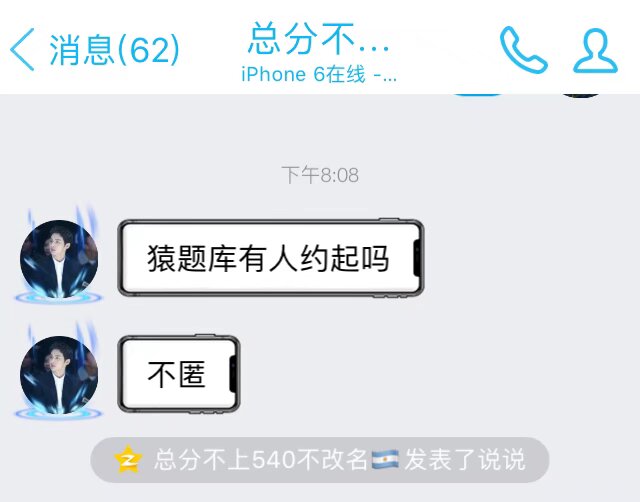 消息(62)
总分不...
iPhone 6在线 -...
下午8:08
猿题库有人约起吗
不匿
总分不上540不改名🇦🇷发表了说说